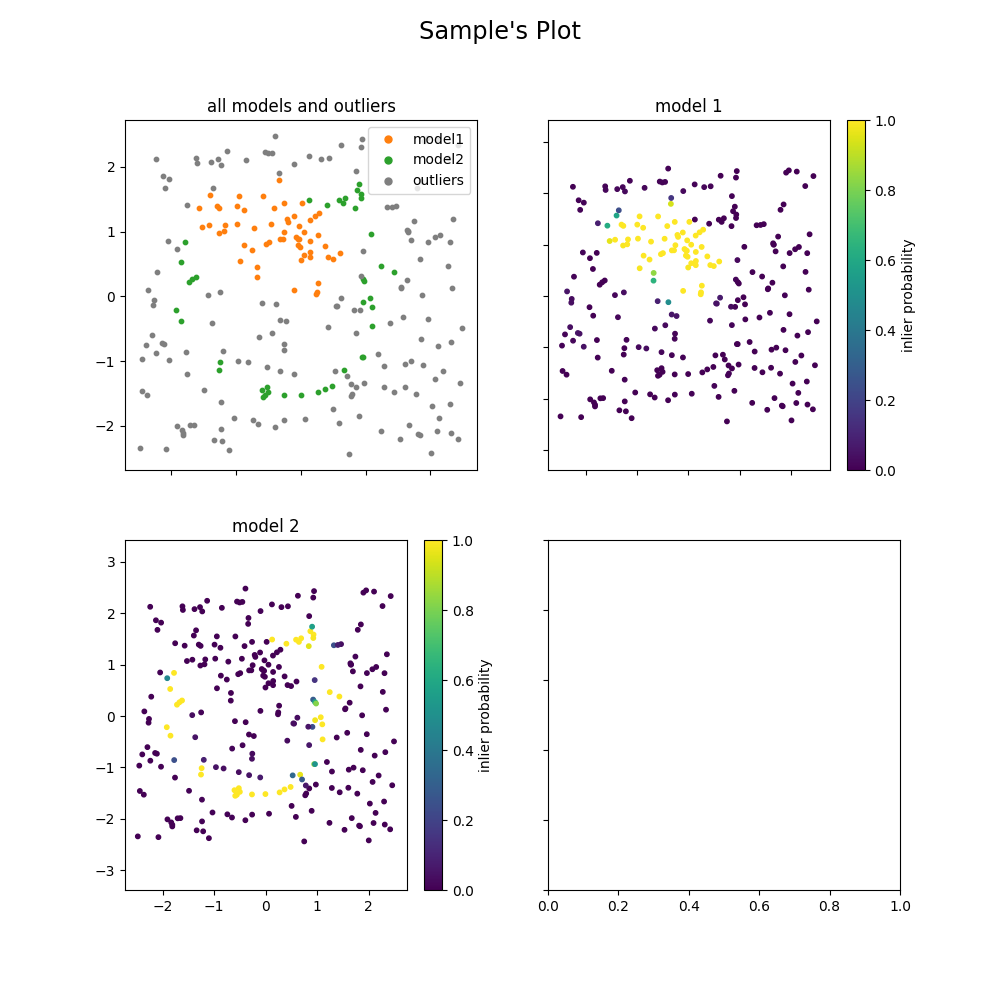 Sample's Plot
all models and outliers
model1
model2
outliers
2
1
0
−1
−2
model 1
1.0
0.8
0.6
0.4
0.2
0.0
inlier probability
model 2
3
2
1
0
−1
−2
−3
−2 −1 0 1 2
1.0
0.8
0.6
0.4
0.2
0.0
inlier probability
0.0 0.2 0.4 0.6 0.8 1.0